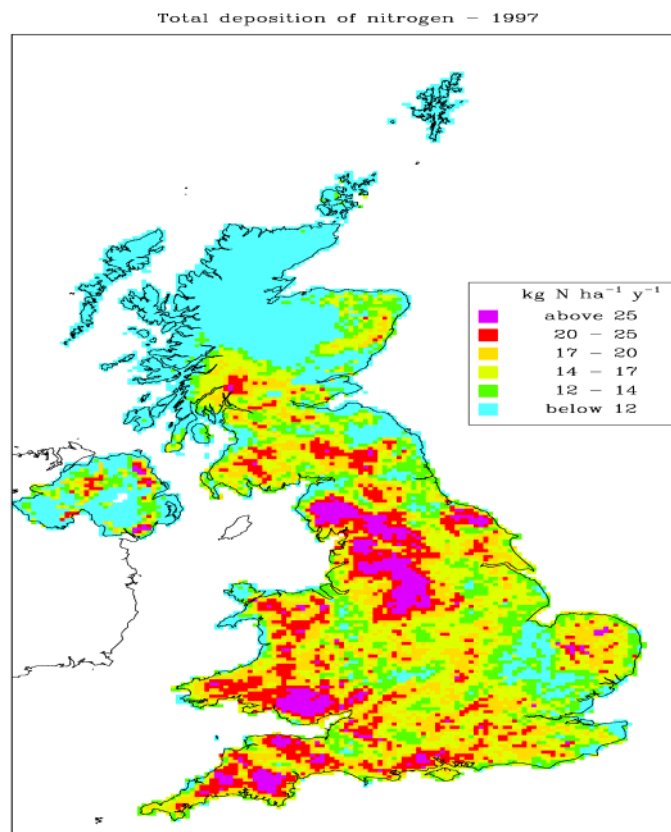 Total deposition of nitrogen − 1997
kg N ha⁻¹ y⁻¹
above 25
20 − 25
17 − 20
14 − 17
12 − 14
below 12